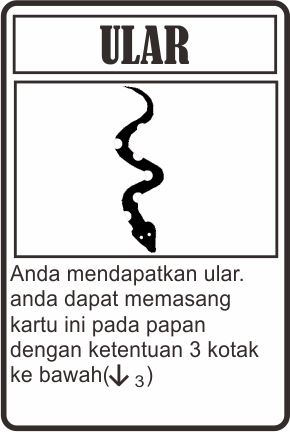 ULAR
Anda mendapatkan ular.
anda dapat memasang
kartu ini pada papan
dengan ketentuan 3 kotak
ke bawah(↓ 3)